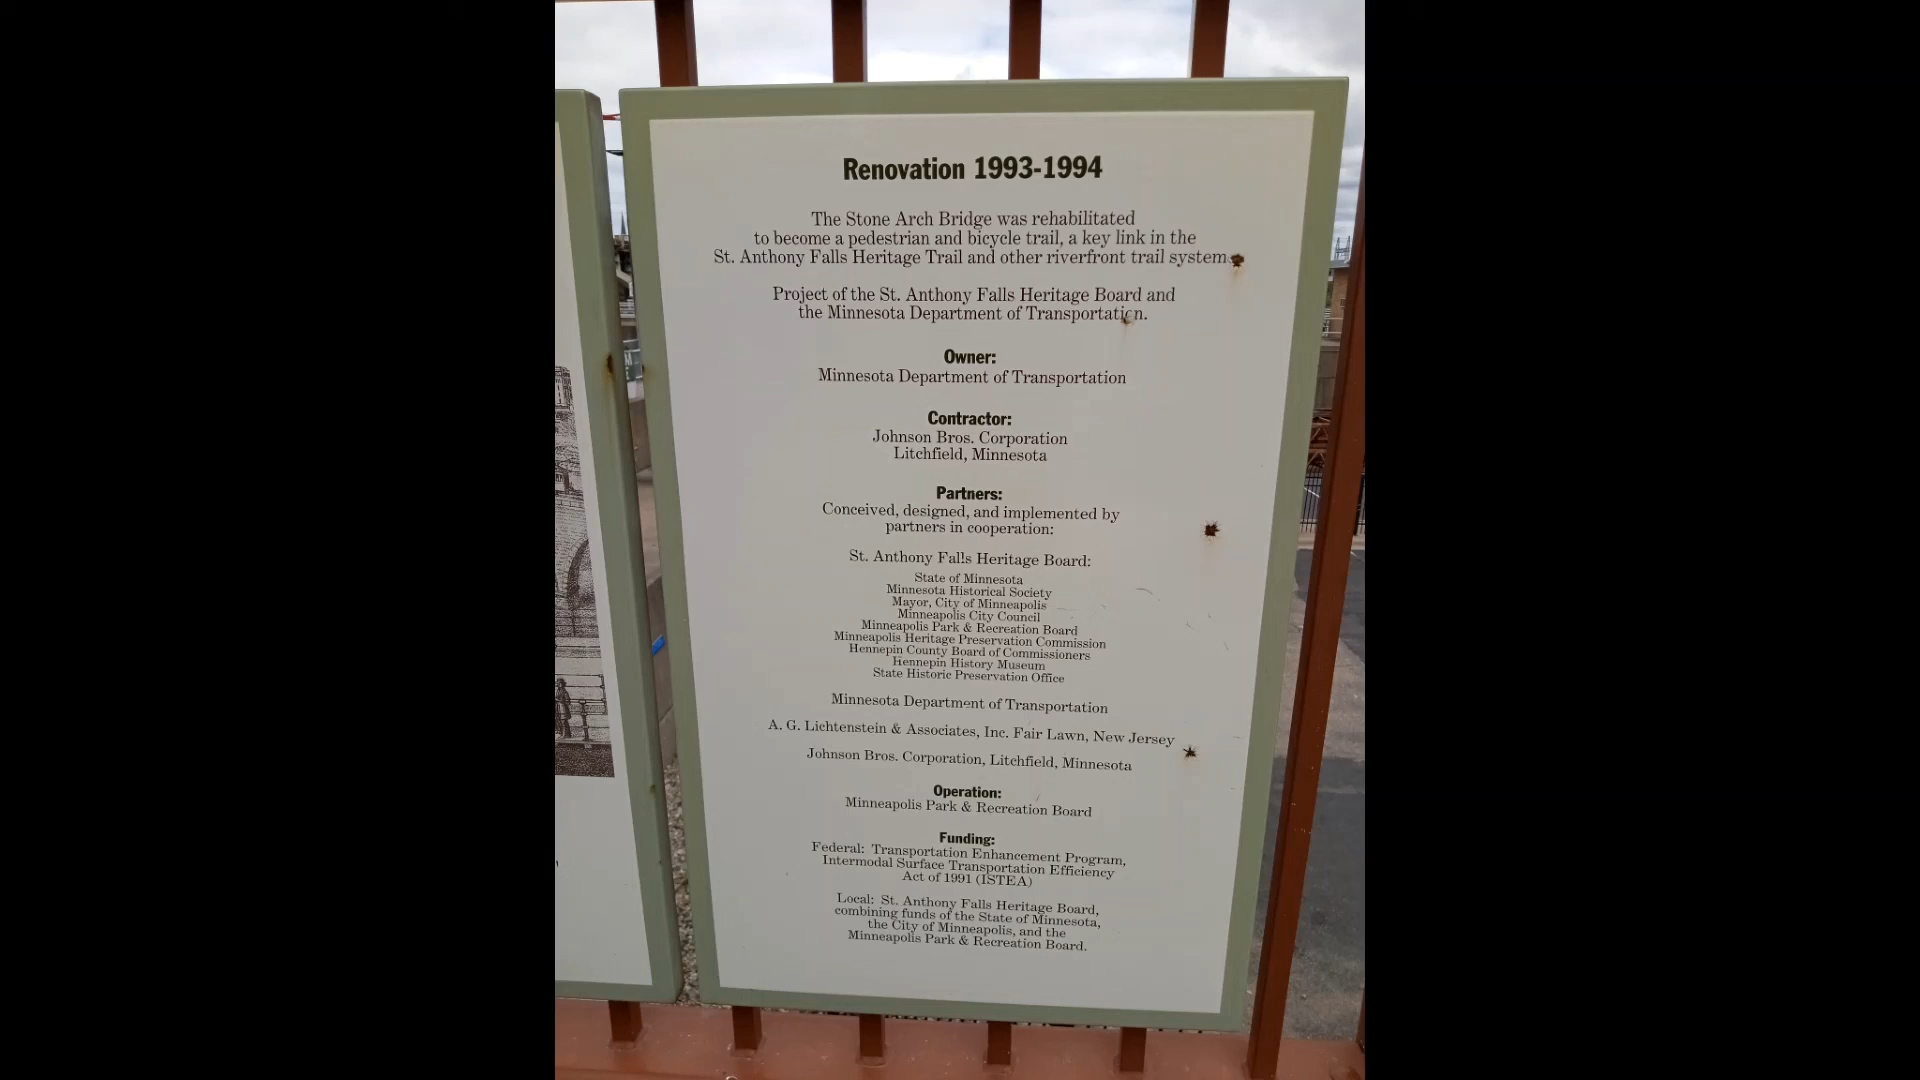 Renovation 1993-1994
The Stone Arch Bridge was rehabilitated
to become a pedestrian and bicycle trail, a key link in the
St. Anthony Falls Heritage Trail and other riverfront trail system
Project of the St. Anthony Falls Heritage Board and
the Minnesota Department of Transportation.
Owner:
Minnesota Department of Transportation
Contractor:
Johnson Bros. Corporation
Litchfield, Minnesota
Partners:
Conceived, designed, and implemented by
partners in cooperation:
St. Anthony Falls Heritage Board:
State of Minnesota
Minnesota Historical Society
Mayor, City of Minneapolis
Minneapolis City Council
Minneapolis Park & Recreation Board
Minneapolis Heritage Preservation Commission
Hennepin County Board of Commissioners
Hennepin History Museum
State Historic Preservation Office
Minnesota Department of Transportation
A. G. Lichtenstein & Associates, Inc. Fair Lawn, New Jersey
Johnson Bros. Corporation, Litchfield, Minnesota
Operation:
Minneapolis Park & Recreation Board
Funding:
Federal: Transportation Enhancement Program,
Intermodal Surface Transportation Efficiency
Act of 1991 (ISTEA)
Local: St. Anthony Falls Heritage Board,
combining funds of the State of Minnesota,
the City of Minneapolis, and the
Minneapolis Park & Recreation Board.